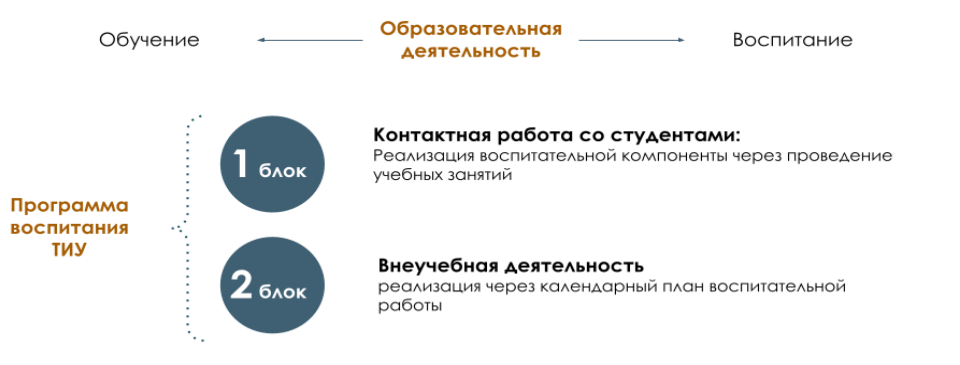 Обучение
Образовательная
деятельность
Воспитание
Программа
воспитания
ТИУ
1 блок
Контактная работа со студентами:
Реализация воспитательной компоненты через проведение
учебных занятий
2 блок
Внеучебная деятельность
реализация через календарный план воспитательной
работы